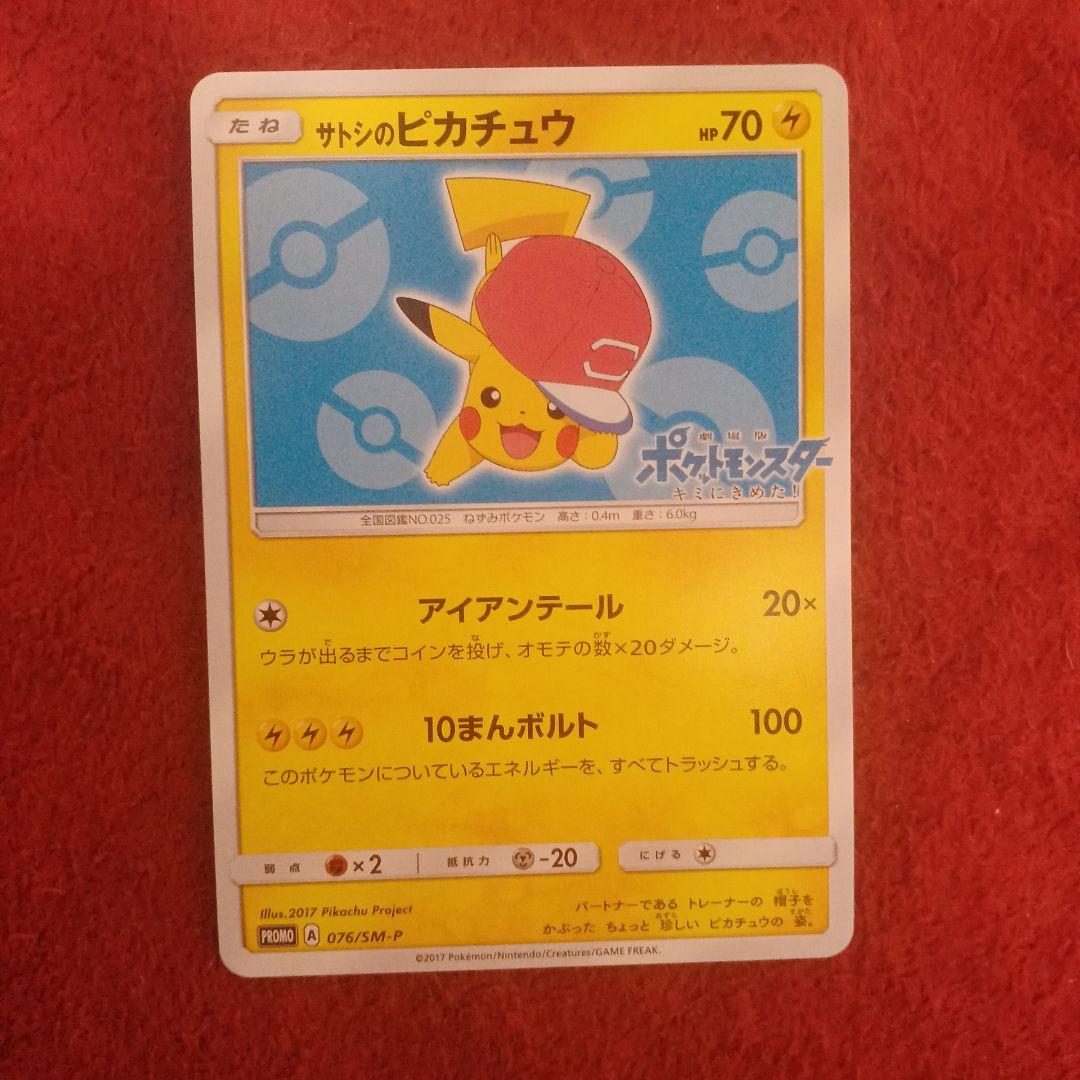 たね サトシのピカチュウ HP70
劇場版
ポケットモンスター
キミにきめた!
全国図鑑NO.025 ねずみポケモン 高さ:0.4m 重さ:6.0kg
アイアンテール 20×
ウラが出るまでコインを投げ、オモテの数×20ダメージ。
10まんボルト 100
このポケモンについているエネルギーを、すべてトラッシュする。
弱点 ×2 抵抗力 -20 にげる
Illus.2017 Pikachu Project
パートナーである トレーナーの 帽子を
かぶった ちょっと 珍しい ピカチュウの 姿。
PROMO A 076/SM-P
©2017 Pokémon/Nintendo/Creatures/GAME FREAK.